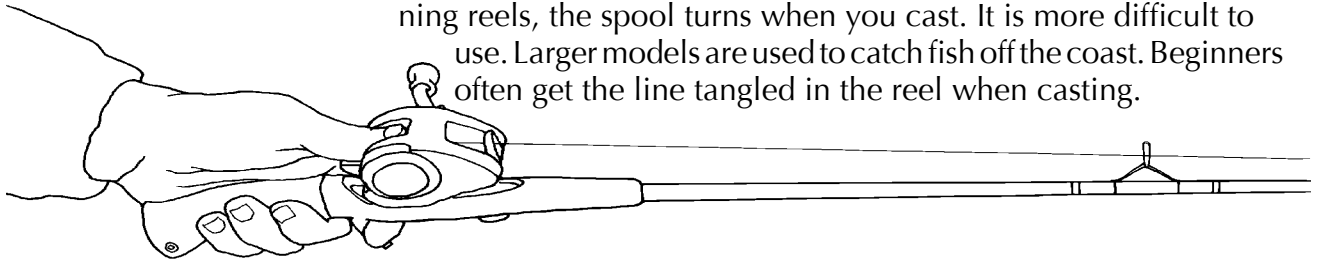 ning reels, the spool turns when you cast. It is more difficult to
use. Larger models are used to catch fish off the coast. Beginners
often get the line tangled in the reel when casting.